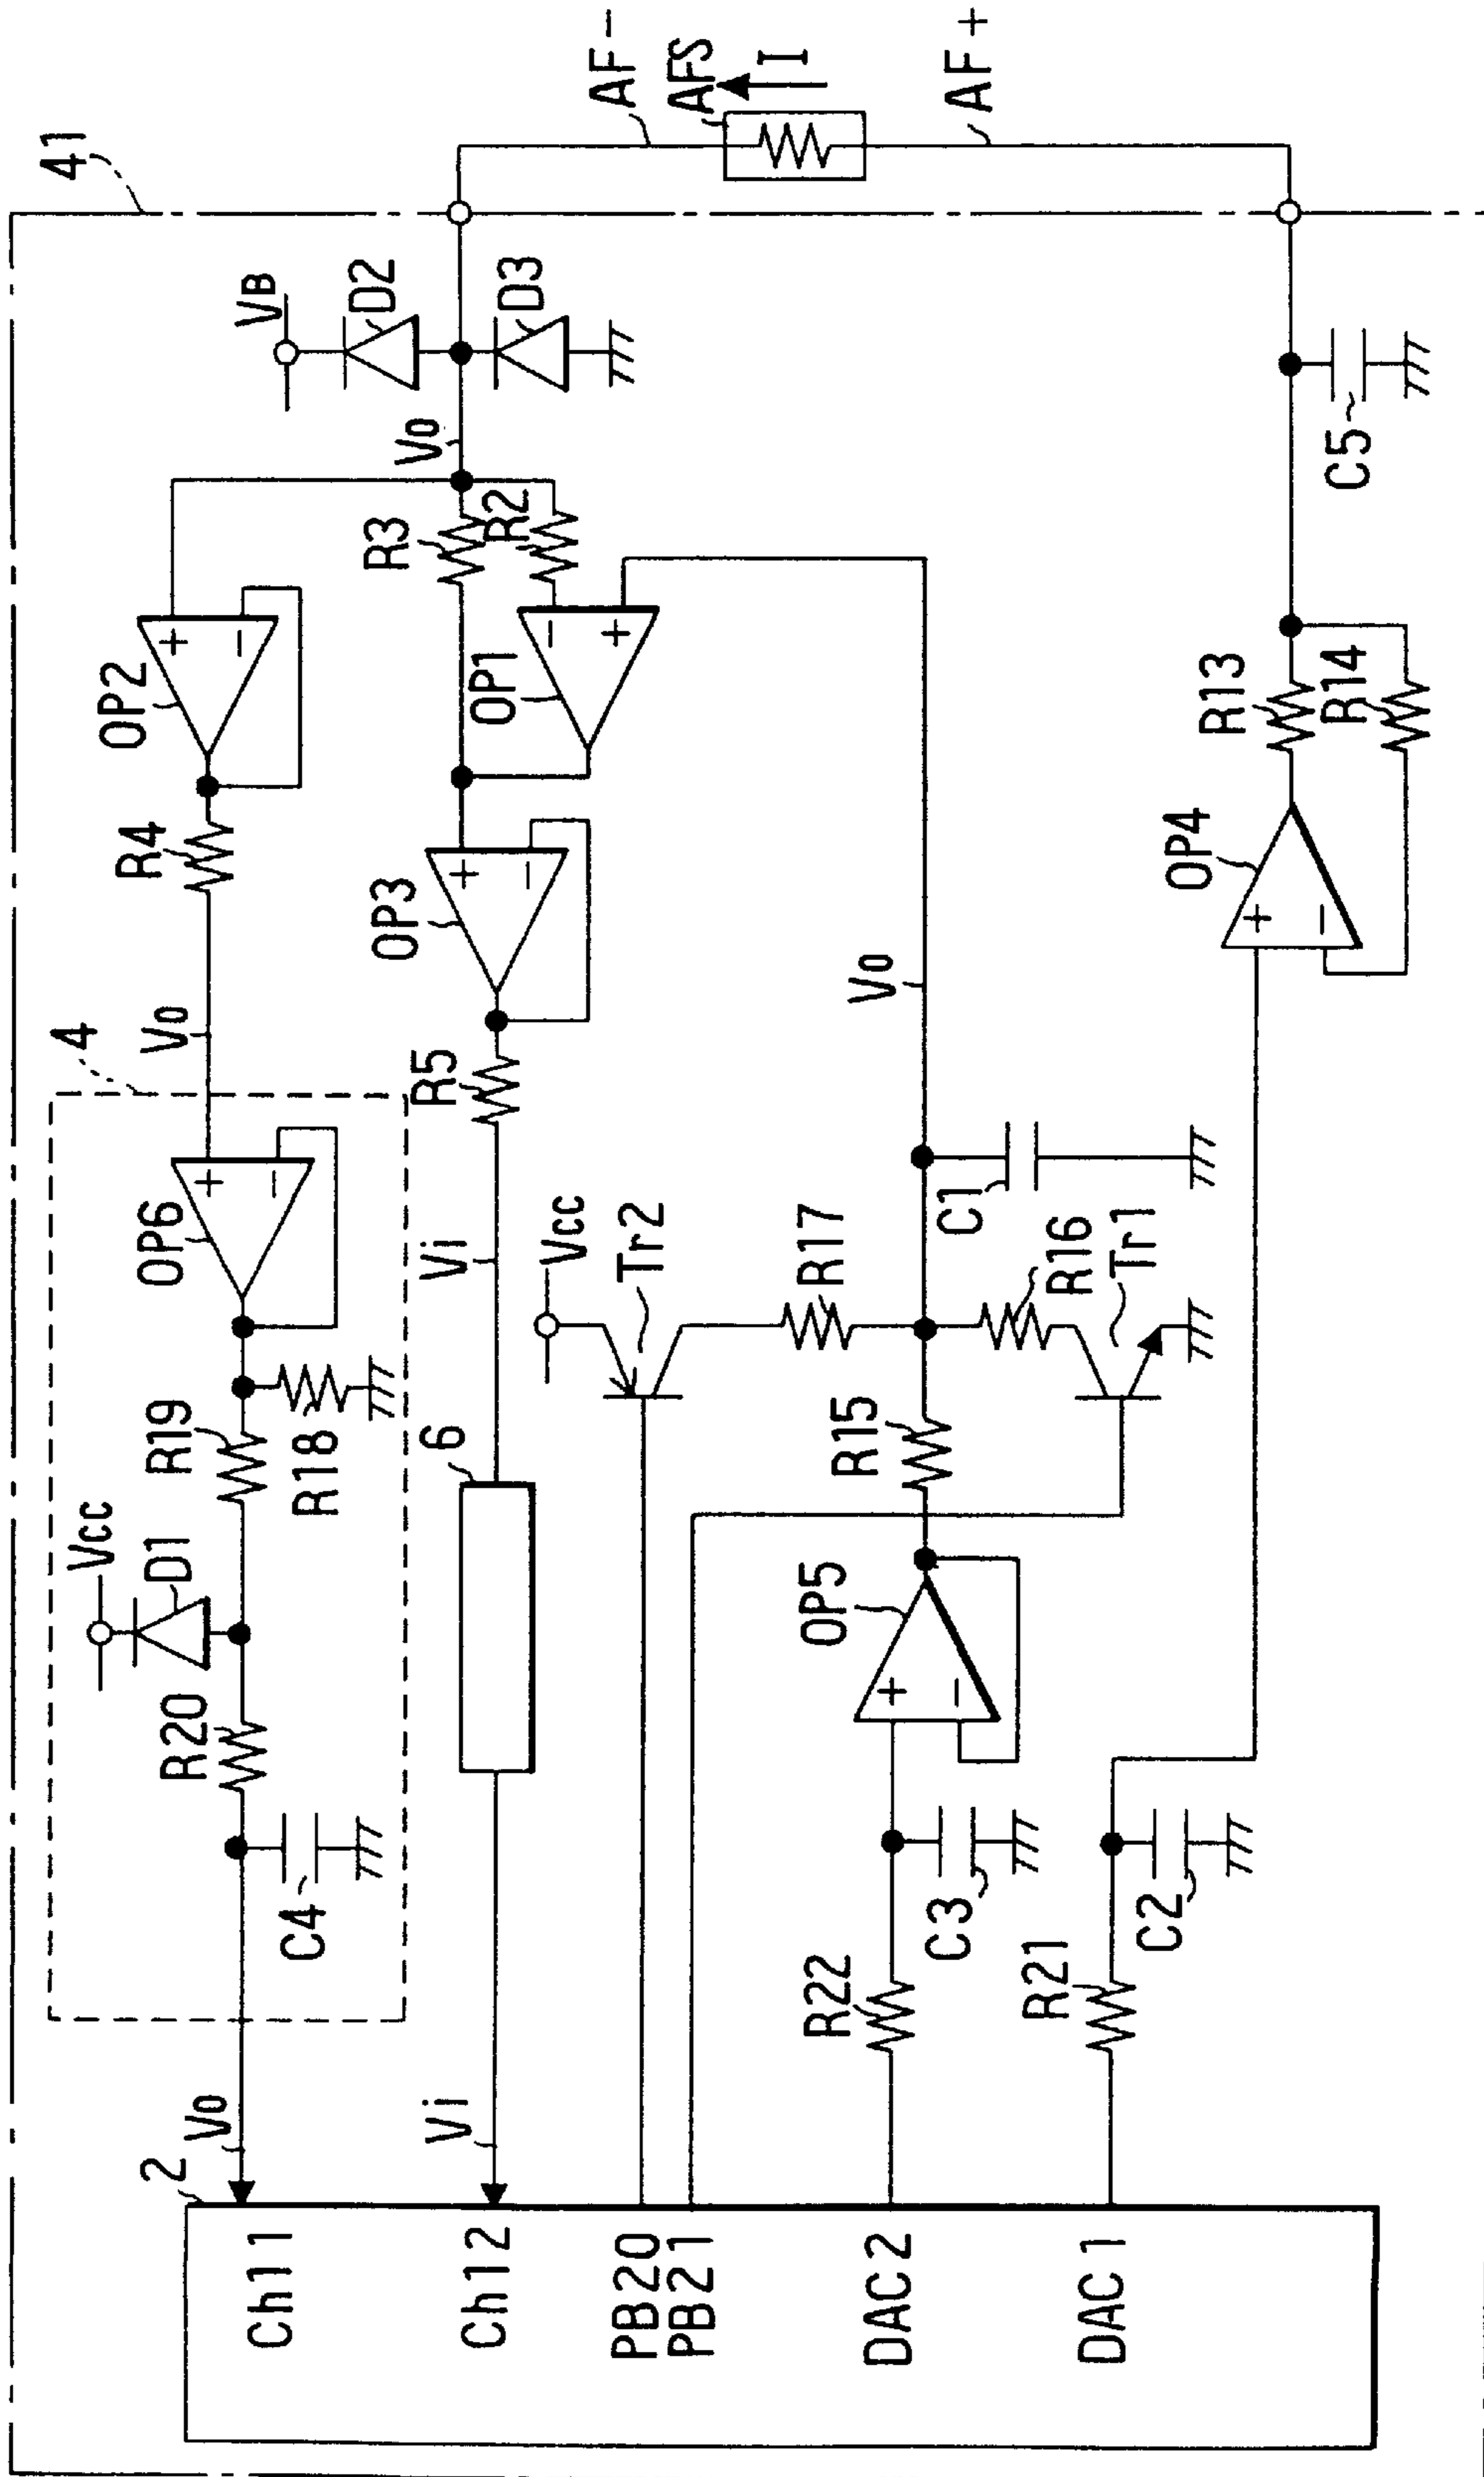 41
AF-
AFS
I
AF+
VB
D2
D3
Vo
R3
R2
OP2
OP1
R4
OP3
Vo
4
R5
OP6
Vi
R19
R18
Vcc
D1
R20
C4
6
Vcc
Tr2
R17
Vo
C1
R16
Tr1
R15
OP5
C3
R22
C2
R21
OP4
R13
R14
C5
2
Vo
Vi
Ch11
Ch12
PB20
PB21
DAC2
DAC1
+
-
+
-
+
-
+
-
+
-
+
-